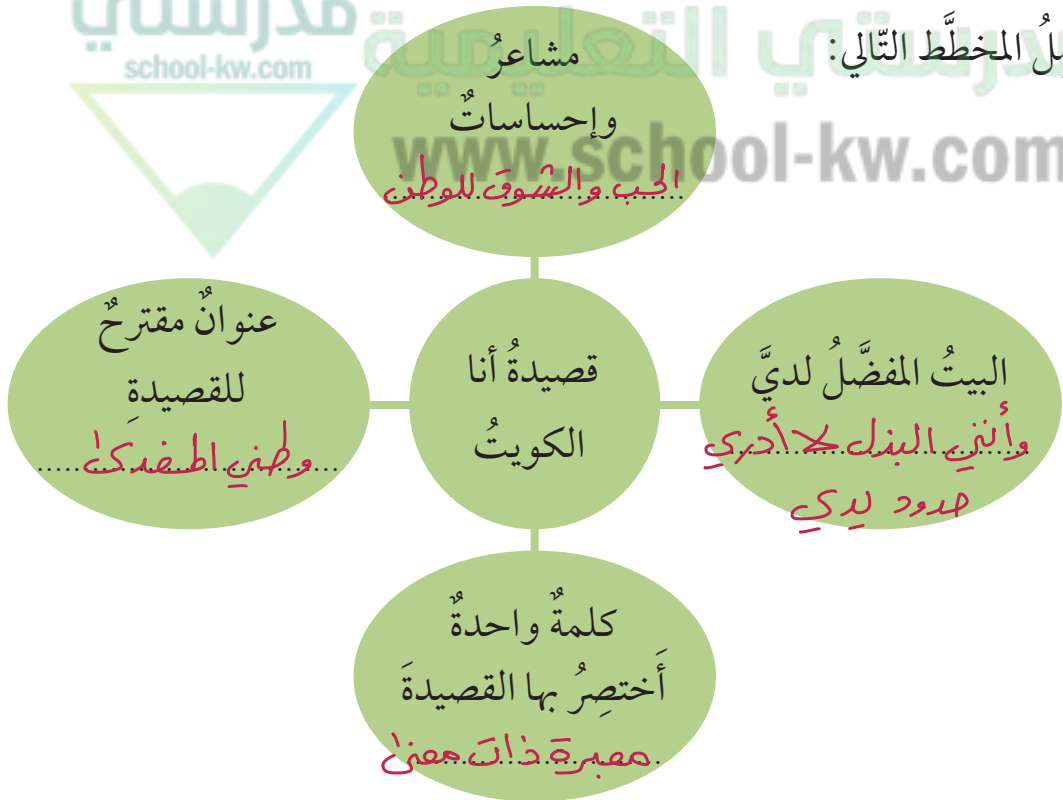 مدرستي
school-kw.com
مدرستي التعليمية
www.school-kw.com
المخطَّط التّالي:
مشاعرُ
وإحساساتٌ
الحب والشوق للوطن
عنوانٌ مقترحٌ
للقصيدةِ
وطني المفدى
قصيدةُ أنا
الكويتُ
البيتُ المفضَّلُ لديَّ
وأنني البذل لا أدري
حدود يدي
كلمةٌ واحدةٌ
أَختصِرُ بها القصيدةَ
معبرة ذات معنى